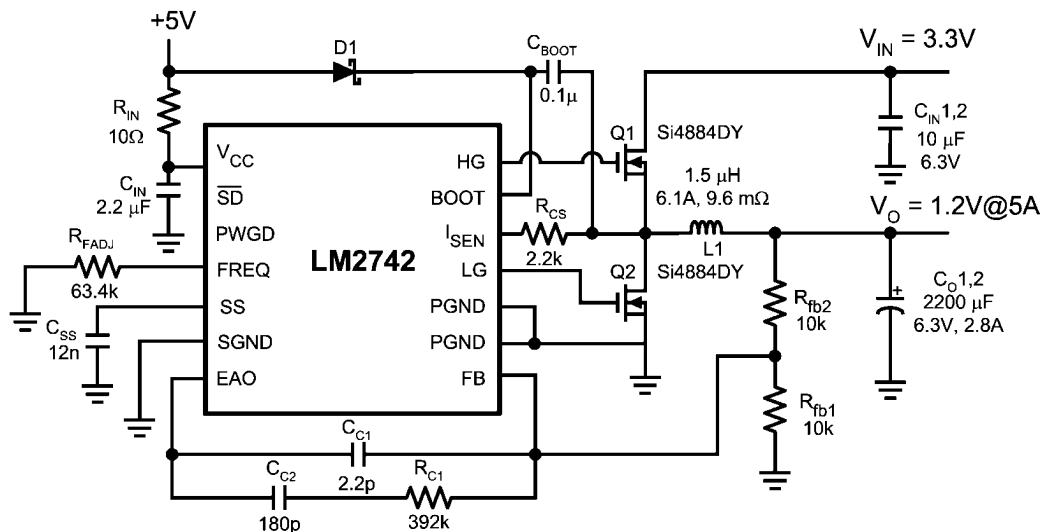 +5V
D1
C_BOOT
0.1μ
V_IN = 3.3V
R_IN
10Ω
C_IN1,2
10 μF
6.3V
Q1
Si4884DY
V_CC
HG
C_IN
2.2 μF
SD
BOOT
1.5 μH
6.1A, 9.6 mΩ
R_CS
2.2k
V_O = 1.2V@5A
PWGD
I_SEN
LM2742
L1
R_FADJ
63.4k
FREQ
LG
Q2
Si4884DY
SS
PGND
C_O1,2
2200 μF
6.3V, 2.8A
+
R_fb2
10k
C_SS
12n
SGND
PGND
EAO
FB
R_fb1
10k
C_C1
2.2p
C_C2
180p
R_C1
392k